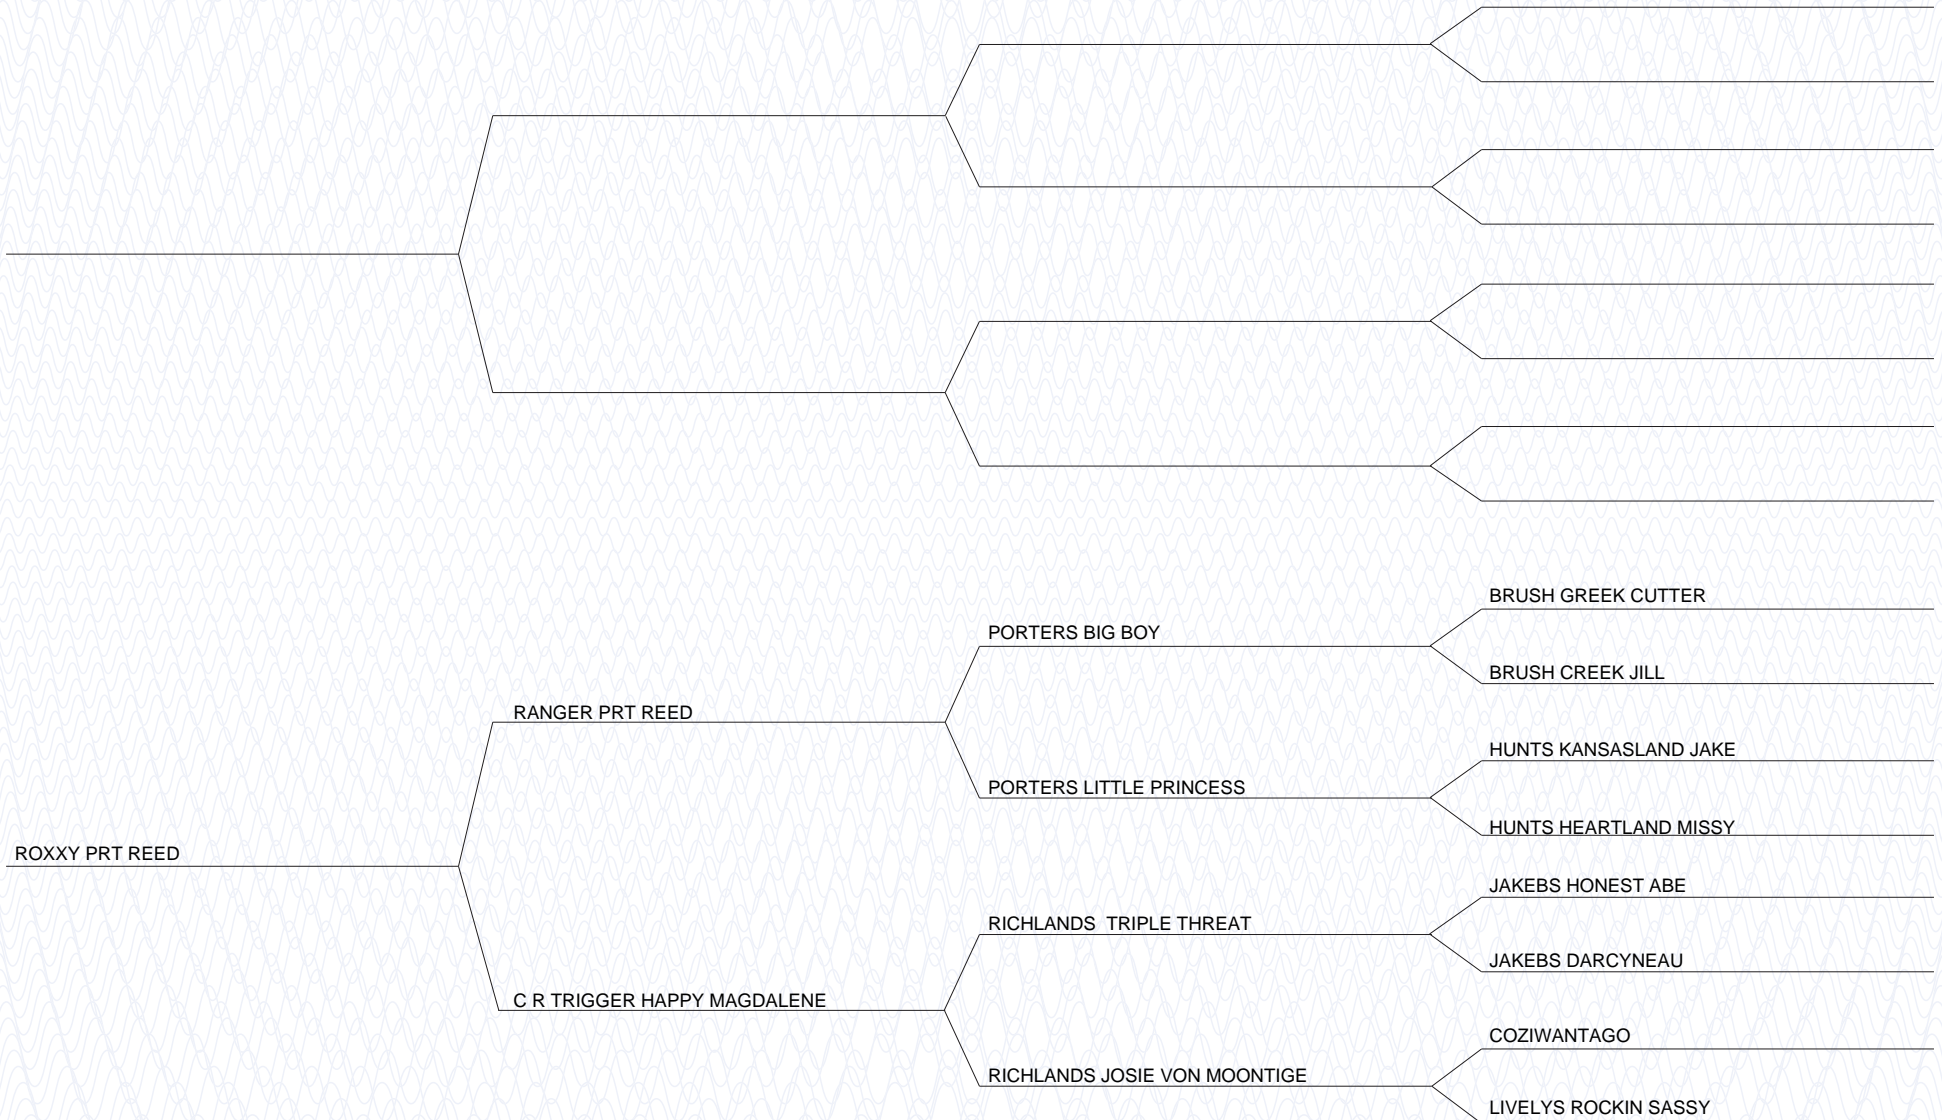 BRUSH GREEK CUTTER
PORTERS BIG BOY
BRUSH CREEK JILL
RANGER PRT REED
HUNTS KANSASLAND JAKE
PORTERS LITTLE PRINCESS
HUNTS HEARTLAND MISSY
ROXXY PRT REED
JAKEBS HONEST ABE
RICHLANDS  TRIPLE THREAT
JAKEBS DARCYNEAU
C R TRIGGER HAPPY MAGDALENE
COZIWANTAGO
RICHLANDS JOSIE VON MOONTIGE
LIVELYS ROCKIN SASSY